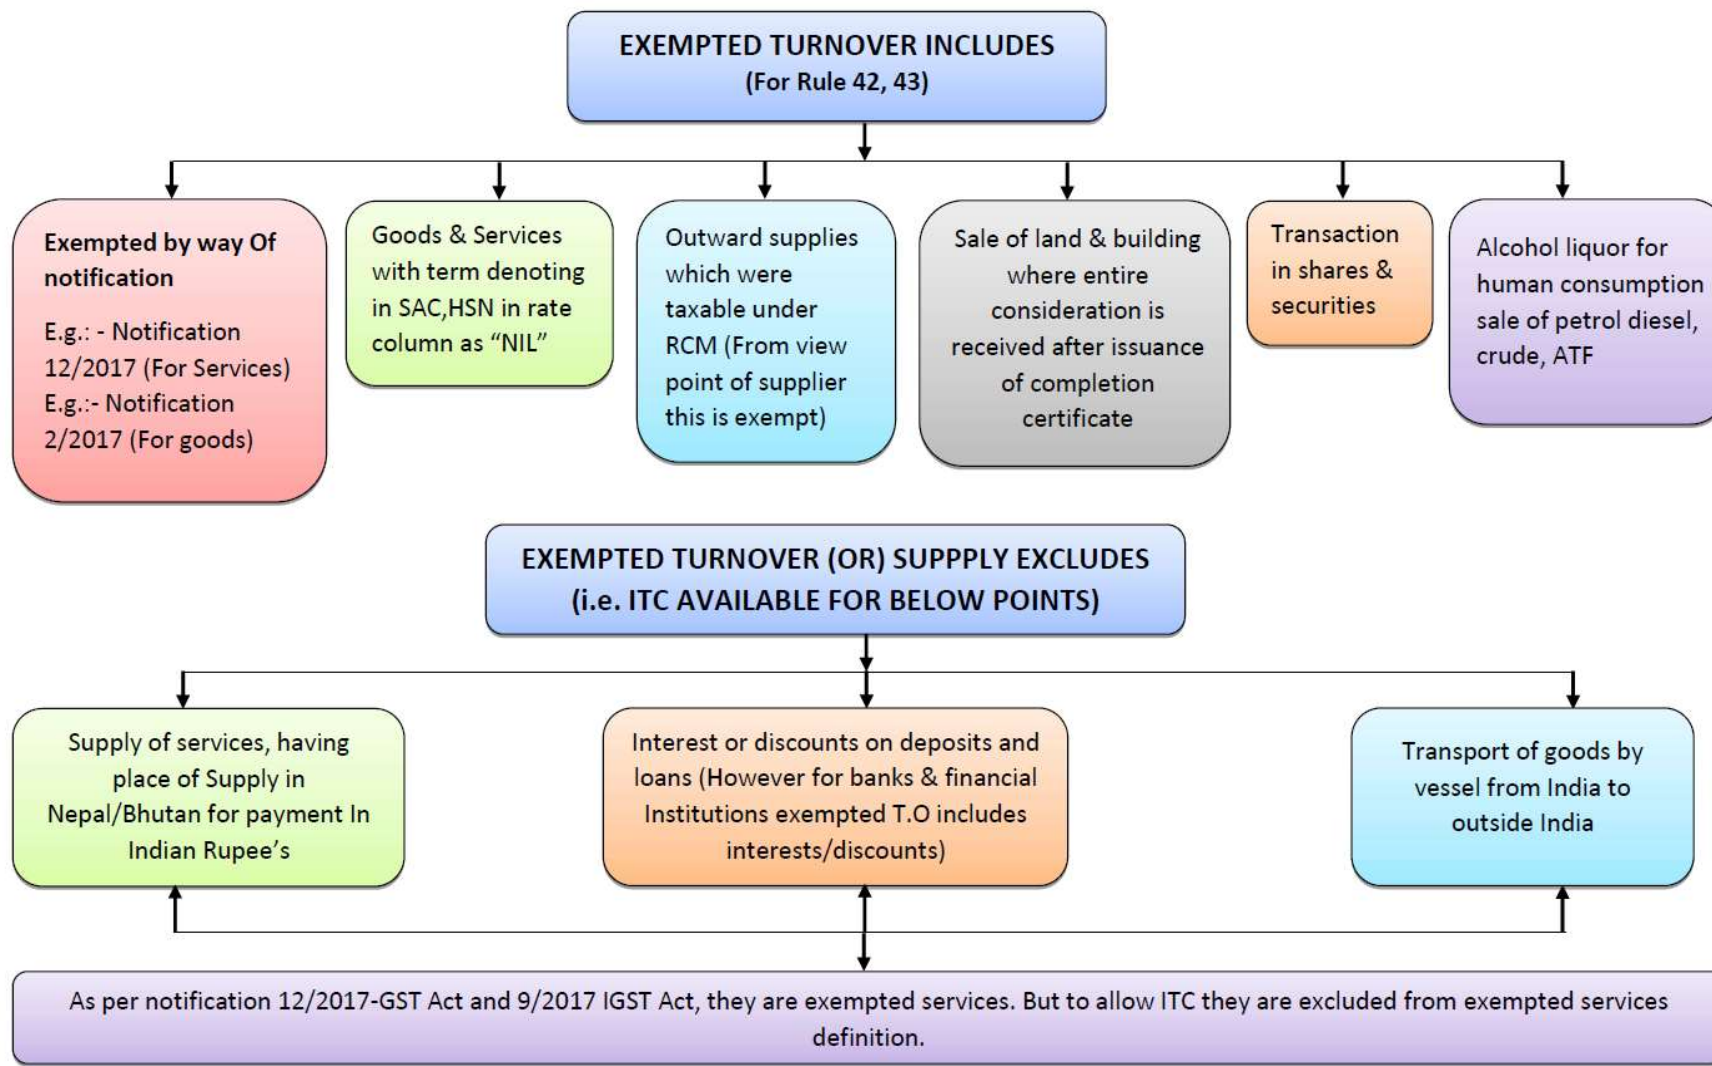 EXEMPTED TURNOVER INCLUDES
(For Rule 42, 43)
Exempted by way Of
notification
E.g.: - Notification
12/2017 (For Services)
E.g.:- Notification
2/2017 (For goods)
Goods & Services
with term denoting
in SAC,HSN in rate
column as “NIL”
Outward supplies
which were
taxable under
RCM (From view
point of supplier
this is exempt)
Sale of land & building
where entire
consideration is
received after issuance
of completion
certificate
Transaction
in shares &
securities
Alcohol liquor for
human consumption
sale of petrol diesel,
crude, ATF
EXEMPTED TURNOVER (OR) SUPPPLY EXCLUDES
(i.e. ITC AVAILABLE FOR BELOW POINTS)
Supply of services, having
place of Supply in
Nepal/Bhutan for payment In
Indian Rupee’s
Interest or discounts on deposits and
loans (However for banks & financial
Institutions exempted T.O includes
interests/discounts)
Transport of goods by
vessel from India to
outside India
As per notification 12/2017-GST Act and 9/2017 IGST Act, they are exempted services. But to allow ITC they are excluded from exempted services
definition.